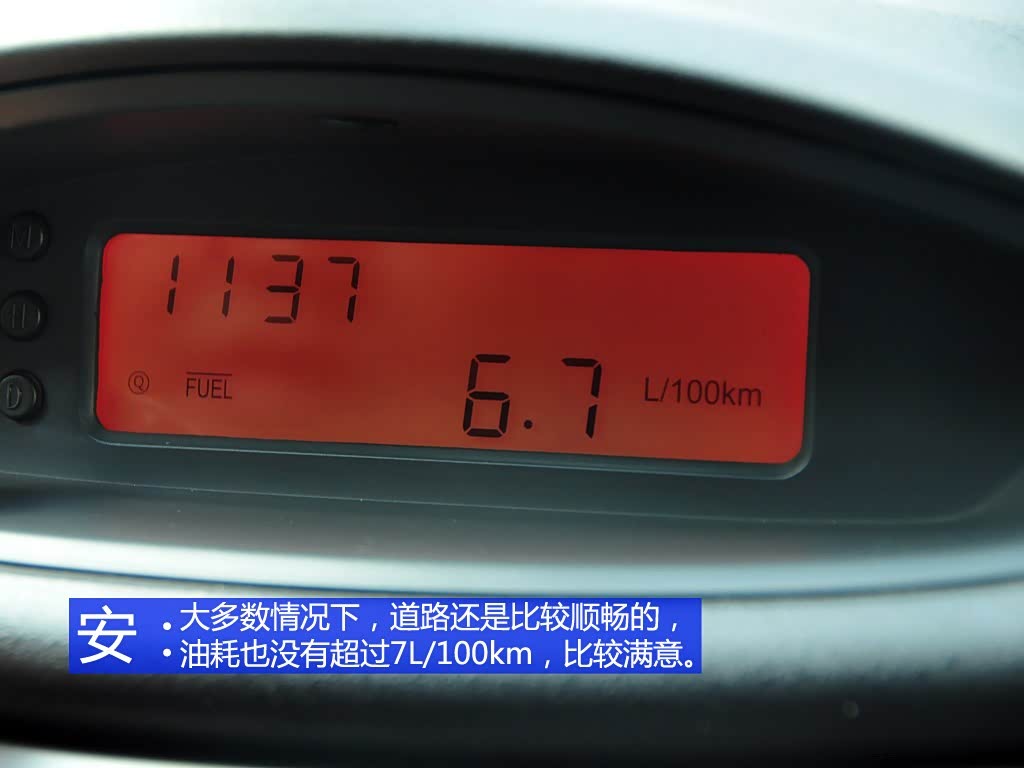 M
1137
H
Q FUEL 6.7 L/100km
D
安：大多数情况下，道路还是比较顺畅的，
油耗也没有超过7L/100km，比较满意。